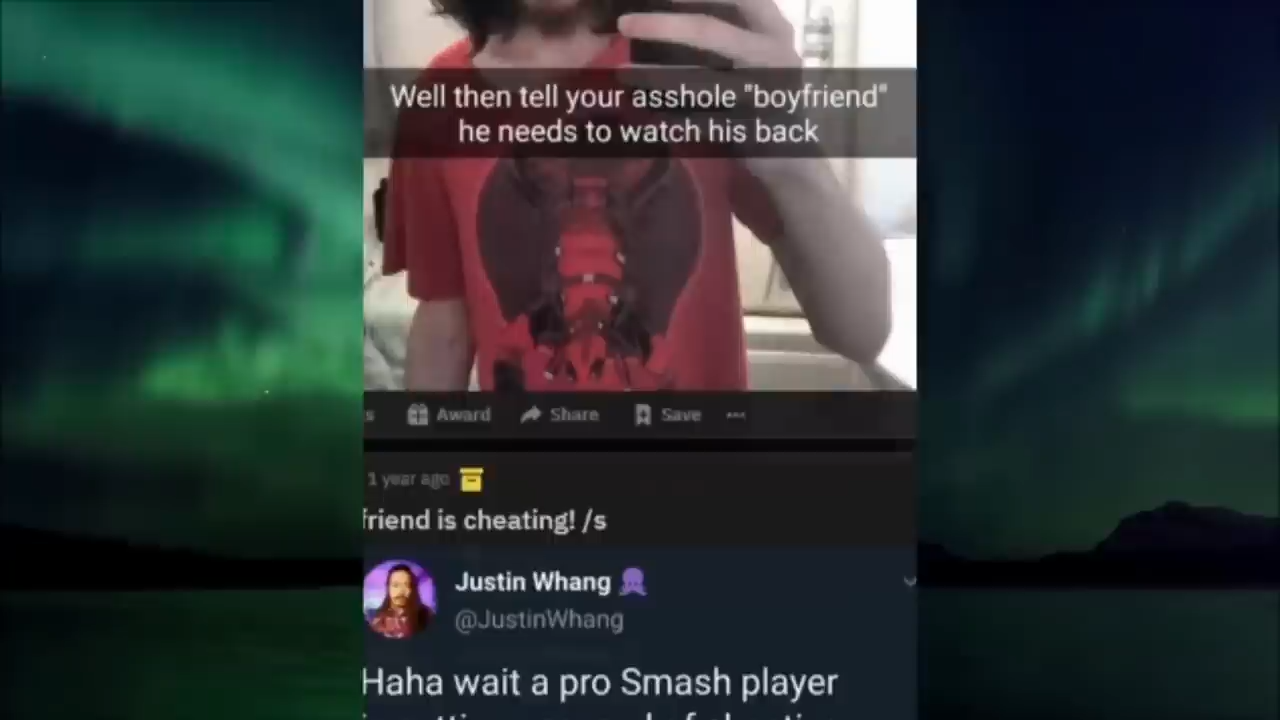 Well then tell your asshole "boyfriend"
he needs to watch his back
s Award Share Save ...
1 year ago
friend is cheating! /s
Justin Whang
@JustinWhang
Haha wait a pro Smash player